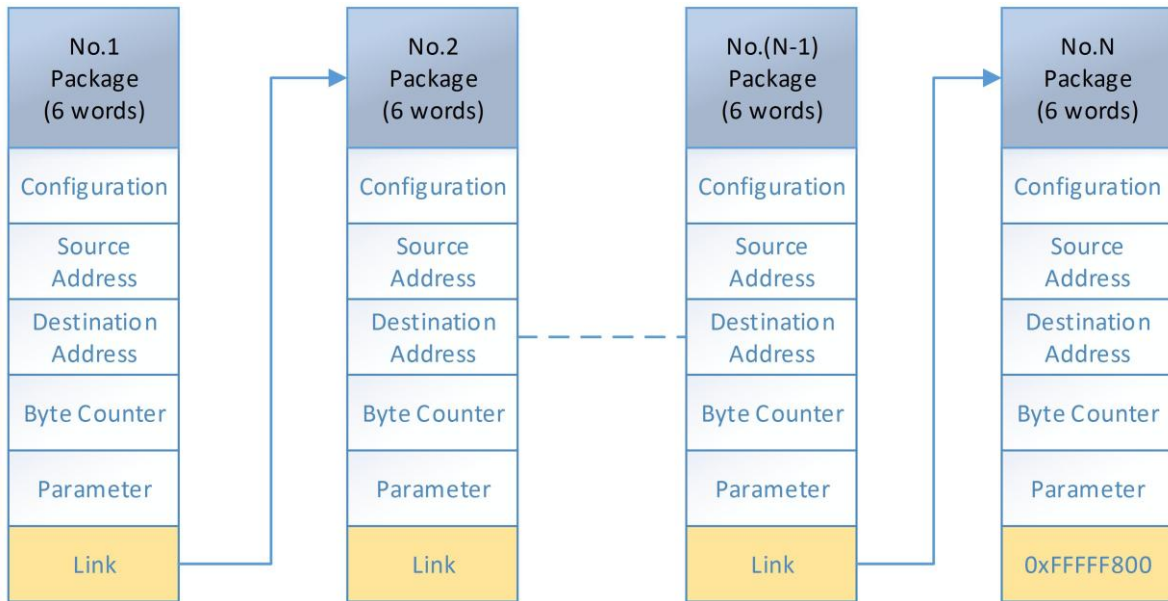 No.1
Package
(6 words)
Configuration
Source
Address
Destination
Address
Byte Counter
Parameter
Link
No.2
Package
(6 words)
Configuration
Source
Address
Destination
Address
Byte Counter
Parameter
Link
No.(N-1)
Package
(6 words)
Configuration
Source
Address
Destination
Address
Byte Counter
Parameter
Link
No.N
Package
(6 words)
Configuration
Source
Address
Destination
Address
Byte Counter
Parameter
0xFFFFF800